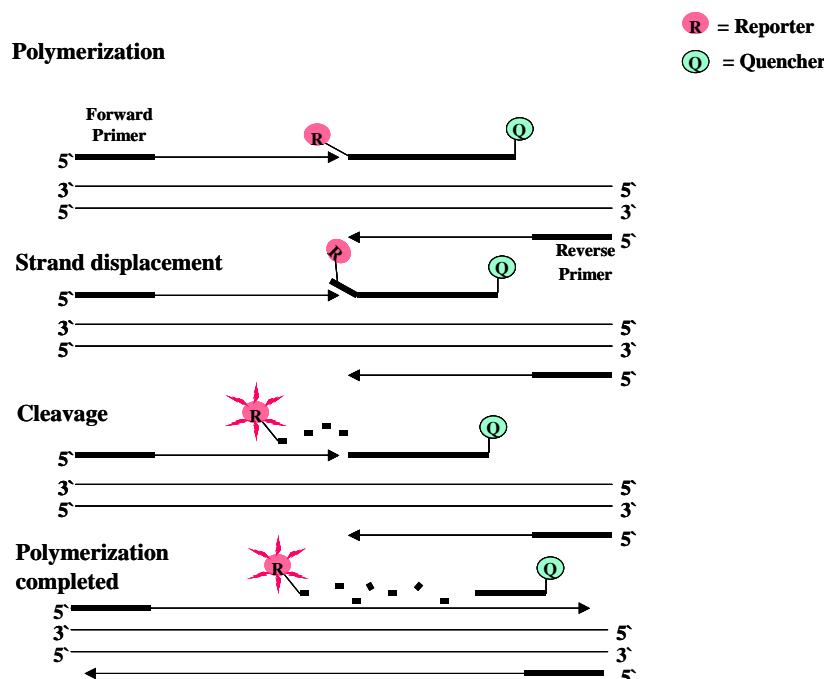 R = Reporter
Polymerization
Q = Quencher
Forward
Primer
R
Q
5`
3` 5`
5` 3`
5`
Strand displacement
R
Reverse
Primer
Q
5`
3` 5`
5` 3`
5`
Cleavage
R
Q
5`
3` 5`
5` 3`
5`
Polymerization
completed
R
Q
5`
3` 5`
5` 3`
5`